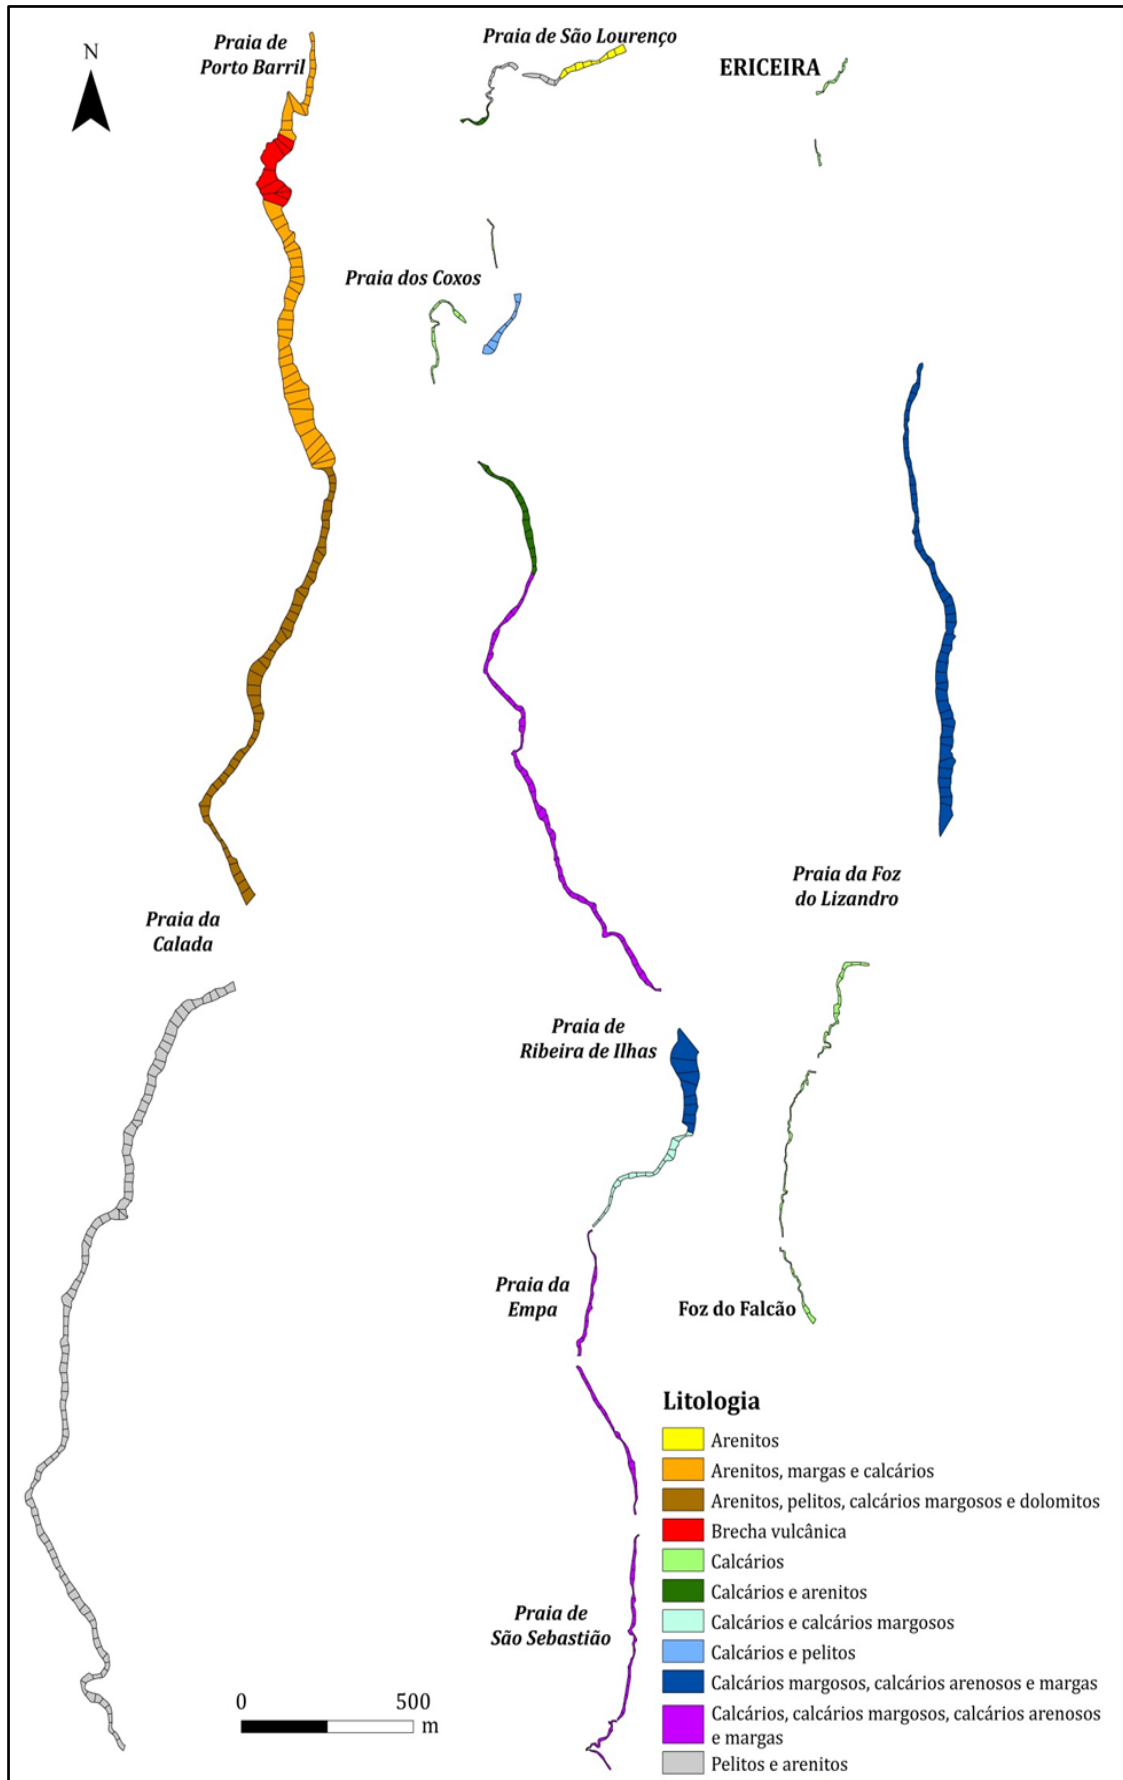 Praia de
Porto Barril
N
Praia de São Lourenço
ERICEIRA
Praia dos Coxos
Praia da Foz
do Lizandro
Praia da
Calada
Praia de
Ribeira de Ilhas
Praia da
Empa
Foz do Falcão
Praia de
São Sebastião
0 500
m
Litologia
Arenitos
Arenitos, margas e calcários
Arenitos, pelitos, calcários margosos e dolomitos
Brecha vulcânica
Calcários
Calcários e arenitos
Calcários e calcários margosos
Calcários e pelitos
Calcários margosos, calcários arenosos e margas
Calcários, calcários margosos, calcários arenosos
e margas
Pelitos e arenitos